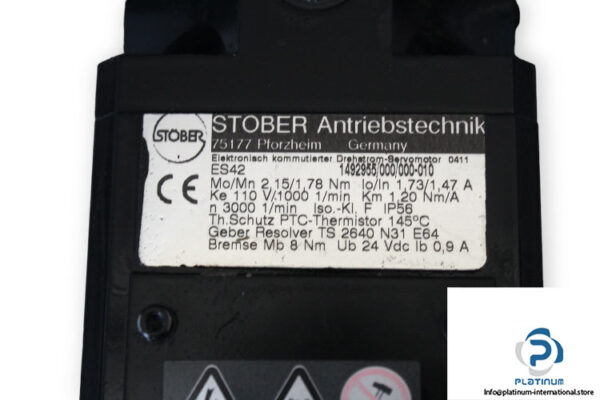 STÖBER
STÖBER Antriebstechnik
75177 Pforzheim Germany
Elektronisch kommutierter Drehstrom-Servomotor 0411
ES42 1492955/000/000-010
CE
Mo/Mn 2,15/1,78 Nm Io/In 1,73/1,47 A
Ke 110 V/1000 1/min Km 1,20 Nm/A
n 3000 1/min Iso.-Kl. F IP56
Th.Schutz PTC-Thermistor 145°C
Geber Resolver TS 2640 N31 E64
Bremse Mb 8 Nm Ub 24 Vdc Ib 0,9 A
PLATINUM
INTERNATIONAL
Info@platinum-international.store